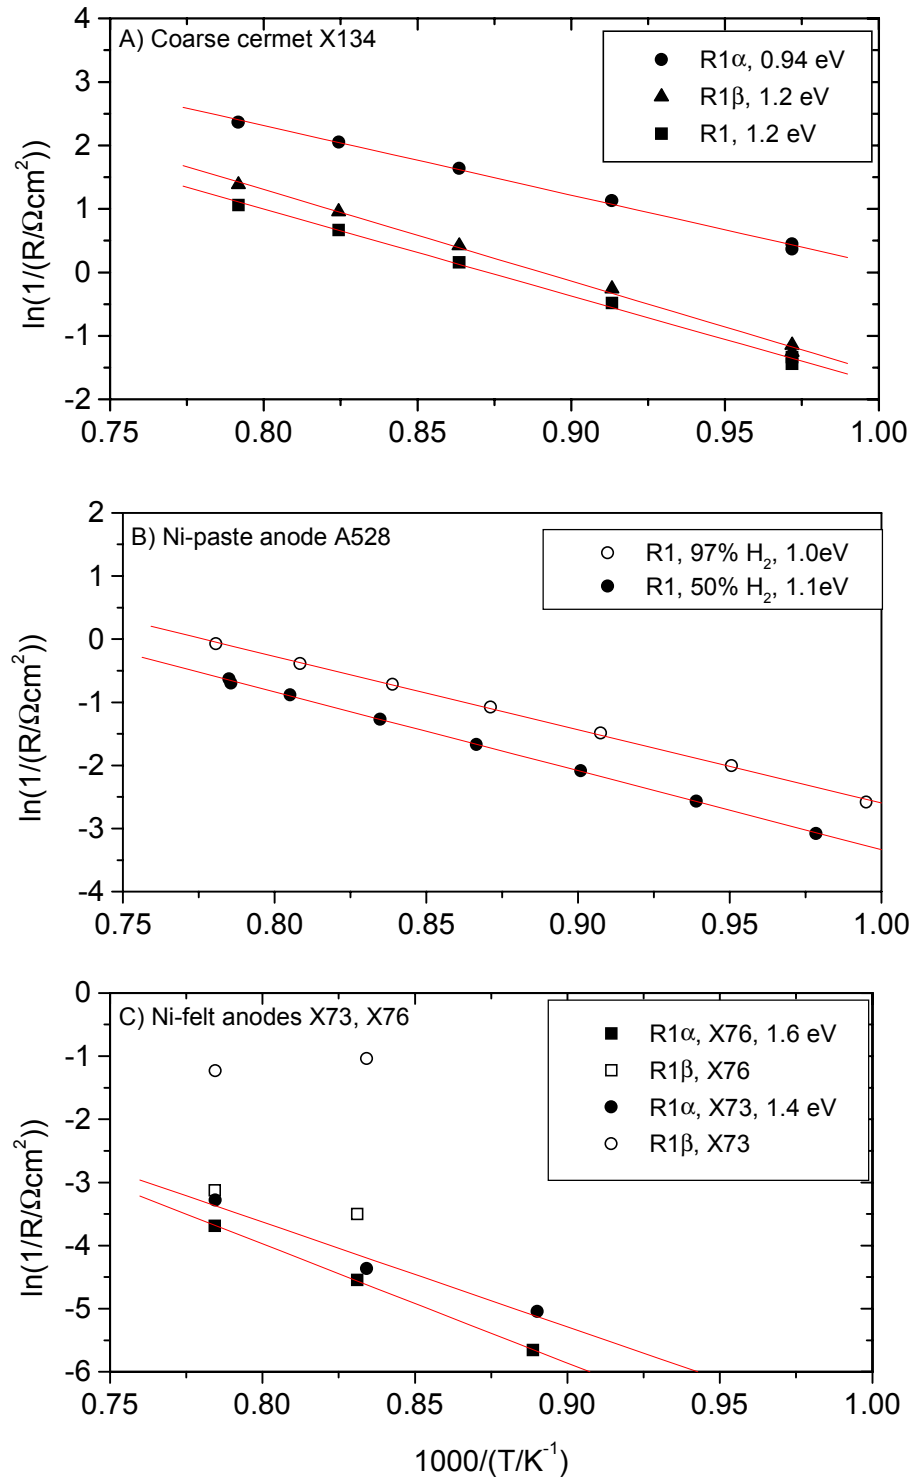 4
A) Coarse cermet X134
R1α, 0.94 eV
R1β, 1.2 eV
R1, 1.2 eV
3
2
1
0
-1
-2
ln(1/(R/Ωcm²))
0.75 0.80 0.85 0.90 0.95 1.00
2
B) Ni-paste anode A528
R1, 97% H₂, 1.0eV
R1, 50% H₂, 1.1eV
1
0
-1
-2
-3
-4
ln(1/(R/Ωcm²))
0.75 0.80 0.85 0.90 0.95 1.00
0
C) Ni-felt anodes X73, X76
R1α, X76, 1.6 eV
R1β, X76
R1α, X73, 1.4 eV
R1β, X73
-1
-2
-3
-4
-5
-6
ln(1/R/Ωcm²))
0.75 0.80 0.85 0.90 0.95 1.00
1000/(T/K⁻¹)